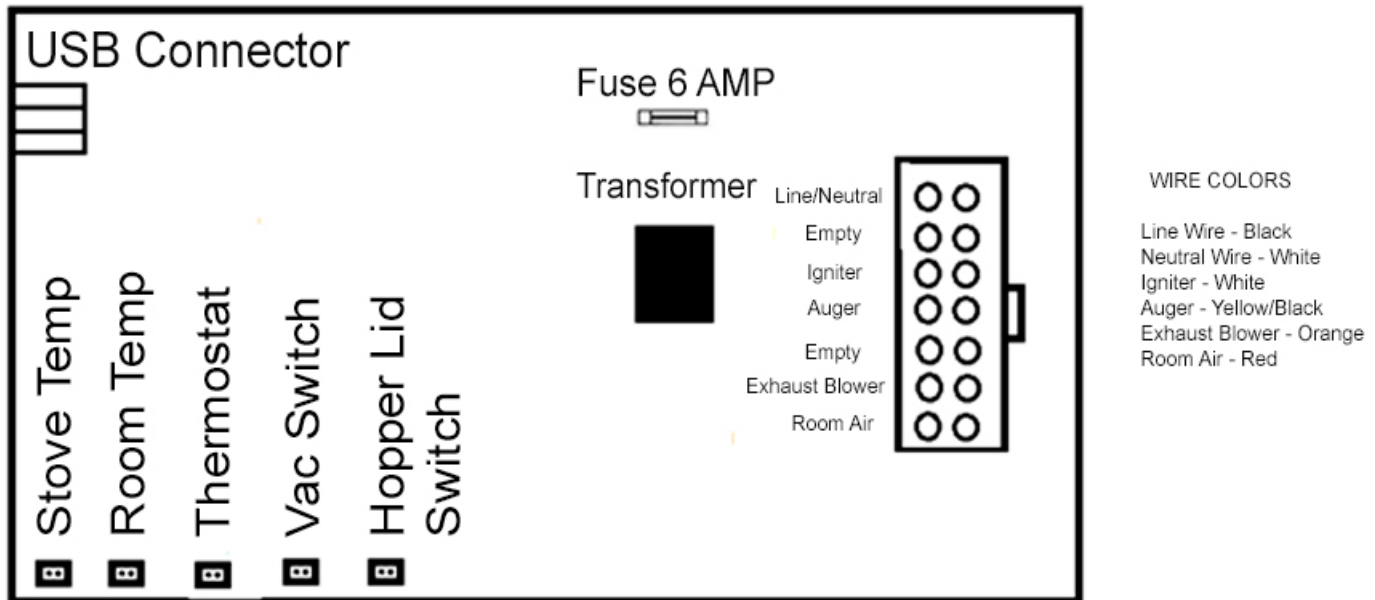 USB Connector
Fuse 6 AMP
Transformer
Line/Neutral
Empty
Igniter
Auger
Empty
Exhaust Blower
Room Air
WIRE COLORS
Line Wire - Black
Neutral Wire - White
Igniter - White
Auger - Yellow/Black
Exhaust Blower - Orange
Room Air - Red
Stove Temp
Room Temp
Thermostat
Vac Switch
Hopper Lid
Switch